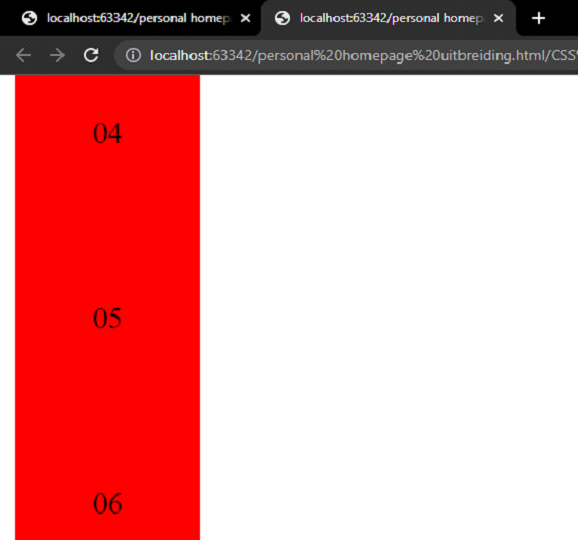 localhost:63342/personal homep
localhost:63342/personal homep
localhost:63342/personal%20homepage%20uitbreiding.html/CSS%
04
05
06